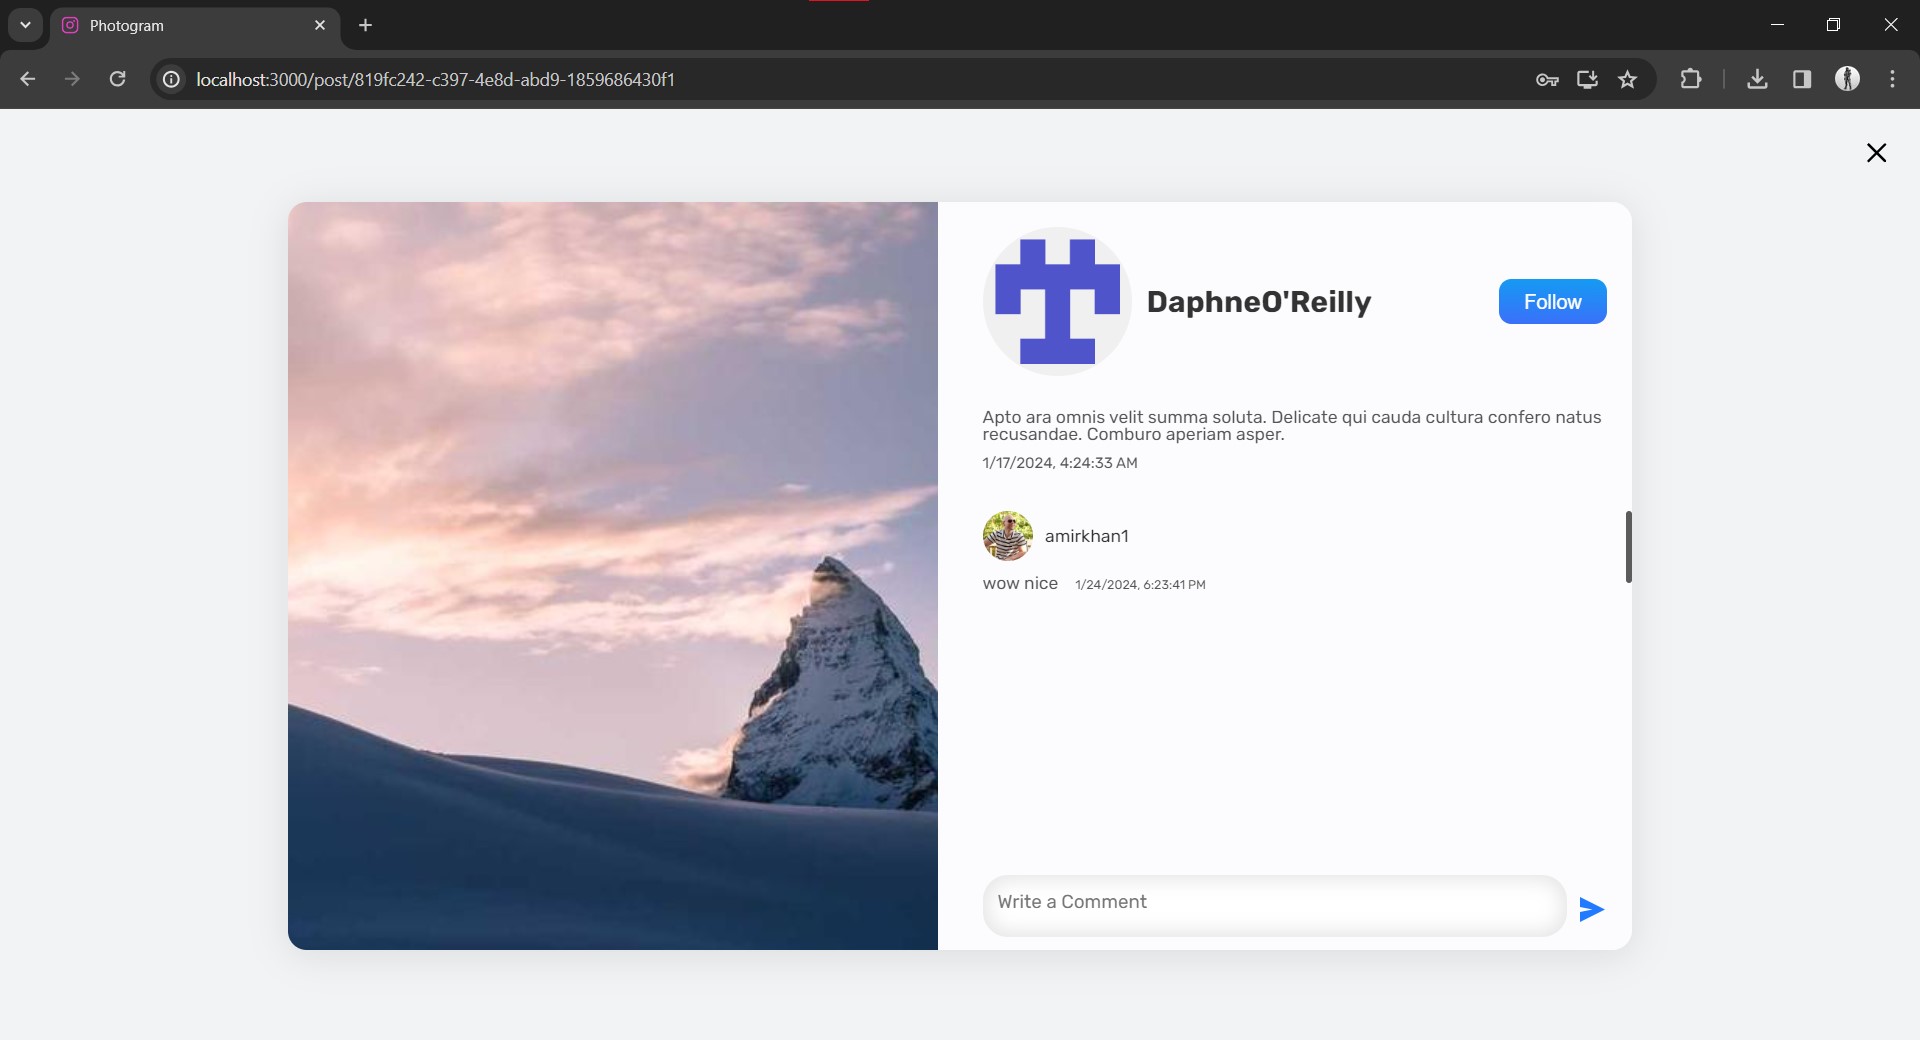 Photogram
localhost:3000/post/819fc242-c397-4e8d-abd9-1859686430f1
DaphneO'Reilly
Follow
Apto ara omnis velit summa soluta. Delicate qui cauda cultura confero natus
recusandae. Comburo aperiam asper.
1/17/2024, 4:24:33 AM
amirkhan1
wow nice 1/24/2024, 6:23:41 PM
Write a Comment